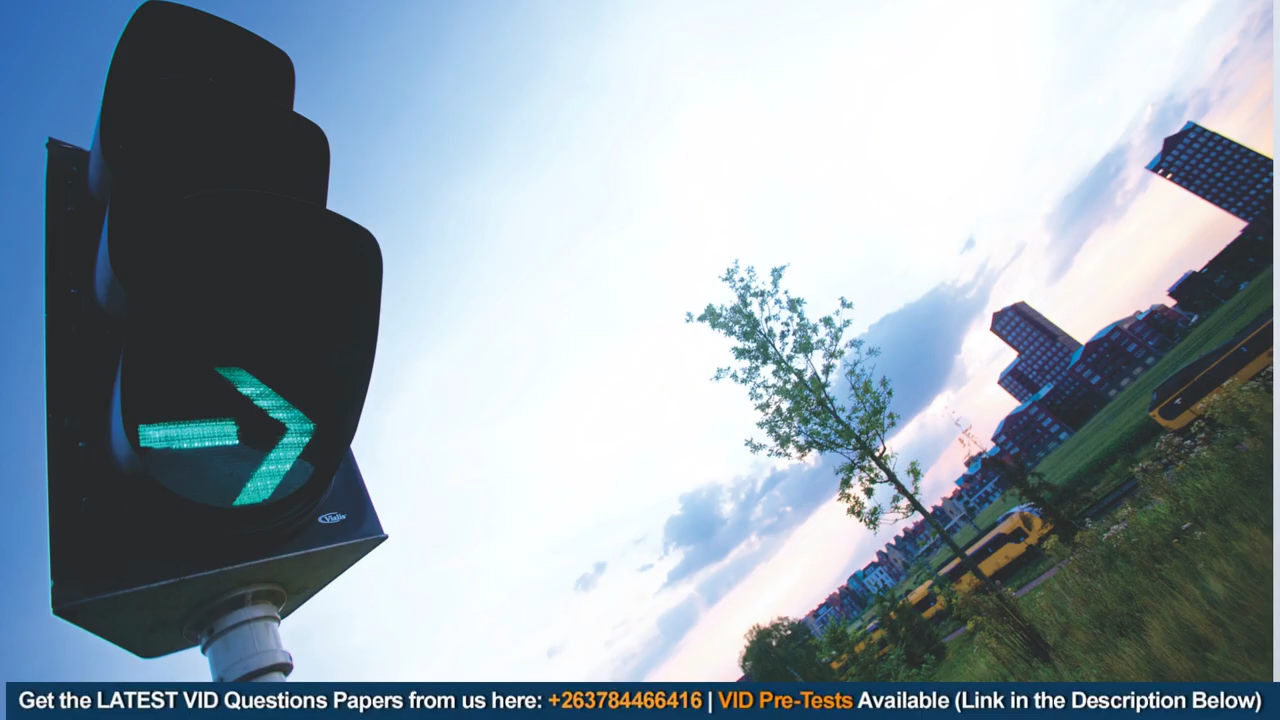 Vialis
Get the LATEST VID Questions Papers from us here: +263784466416 | VID Pre-Tests Available (Link in the Description Below)